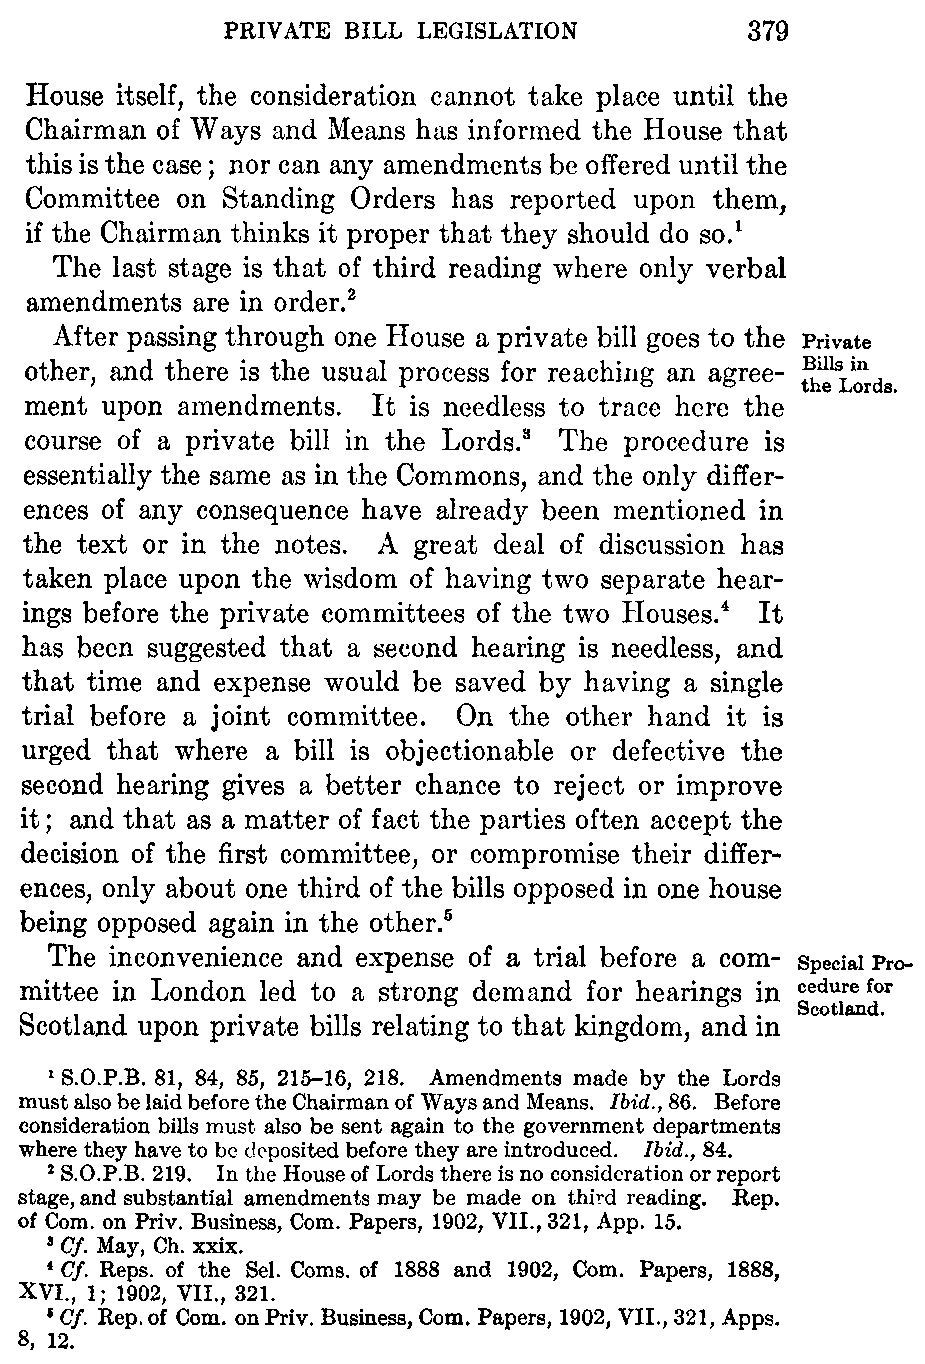 PRIVATE BILL LEGISLATION 379
House itself, the consideration cannot take place until the
Chairman of Ways and Means has informed the House that
this is the case; nor can any amendments be offered until the
Committee on Standing Orders has reported upon them,
if the Chairman thinks it proper that they should do so.¹
The last stage is that of third reading where only verbal
amendments are in order.²
After passing through one House a private bill goes to the
other, and there is the usual process for reaching an agree-
ment upon amendments. It is needless to trace here the
course of a private bill in the Lords.³ The procedure is
essentially the same as in the Commons, and the only differ-
ences of any consequence have already been mentioned in
the text or in the notes. A great deal of discussion has
taken place upon the wisdom of having two separate hear-
ings before the private committees of the two Houses.⁴ It
has been suggested that a second hearing is needless, and
that time and expense would be saved by having a single
trial before a joint committee. On the other hand it is
urged that where a bill is objectionable or defective the
second hearing gives a better chance to reject or improve
it; and that as a matter of fact the parties often accept the
decision of the first committee, or compromise their differ-
ences, only about one third of the bills opposed in one house
being opposed again in the other.⁵
The inconvenience and expense of a trial before a com-
mittee in London led to a strong demand for hearings in
Scotland upon private bills relating to that kingdom, and in
Private
Bills in
the Lords.
Special Pro-
cedure for
Scotland.
¹ S.O.P.B. 81, 84, 85, 215–16, 218. Amendments made by the Lords
must also be laid before the Chairman of Ways and Means. Ibid., 86. Before
consideration bills must also be sent again to the government departments
where they have to be deposited before they are introduced. Ibid., 84.
² S.O.P.B. 219. In the House of Lords there is no consideration or report
stage, and substantial amendments may be made on third reading. Rep.
of Com. on Priv. Business, Com. Papers, 1902, VII., 321, App. 15.
³ Cf. May, Ch. xxix.
⁴ Cf. Reps. of the Sel. Coms. of 1888 and 1902, Com. Papers, 1888,
XVI., 1; 1902, VII., 321.
⁵ Cf. Rep. of Com. on Priv. Business, Com. Papers, 1902, VII., 321, Apps.
8, 12.